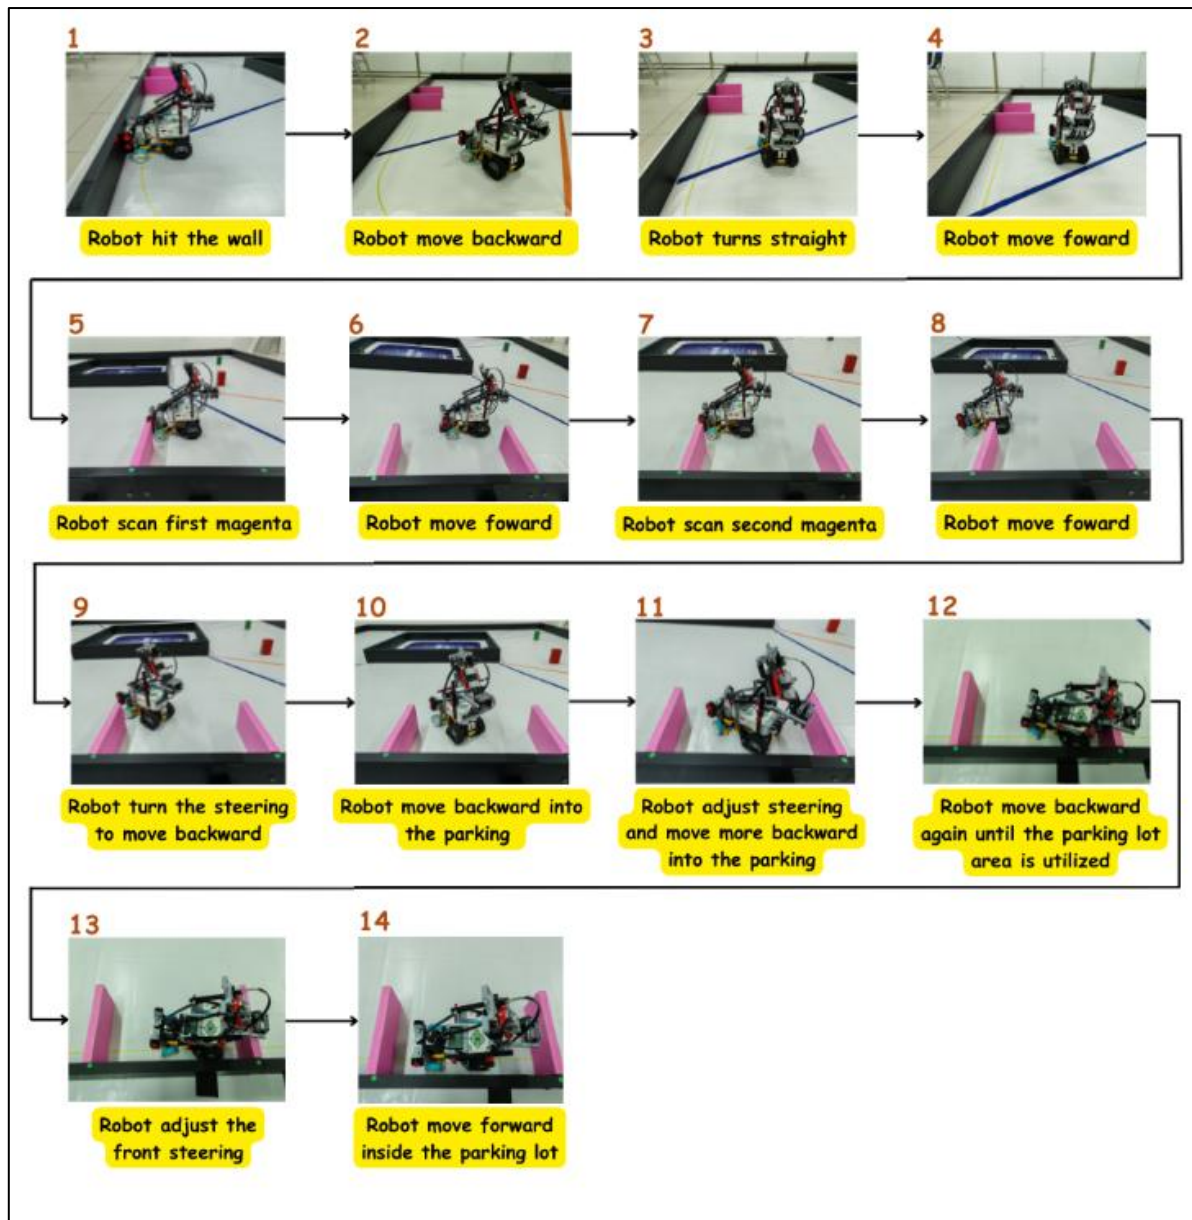 1
2
3
4
Robot hit the wall
Robot move backward
Robot turns straight
Robot move foward
5
6
7
8
Robot scan first magenta
Robot move foward
Robot scan second magenta
Robot move foward
9
10
11
12
Robot turn the steering
to move backward
Robot move backward into
the parking
Robot adjust steering
and move more backward
into the parking
Robot move backward
again until the parking lot
area is utilized
13
14
Robot adjust the
front steering
Robot move forward
inside the parking lot